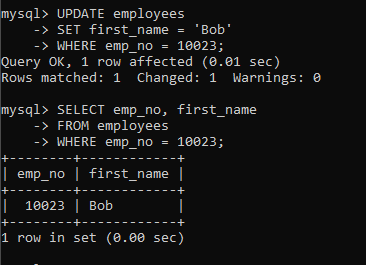 mysql> UPDATE employees
    -> SET first_name = 'Bob'
    -> WHERE emp_no = 10023;
Query OK, 1 row affected (0.01 sec)
Rows matched: 1  Changed: 1  Warnings: 0

mysql> SELECT emp_no, first_name
    -> FROM employees
    -> WHERE emp_no = 10023;
+--------+------------+
| emp_no | first_name |
+--------+------------+
|  10023 | Bob        |
+--------+------------+
1 row in set (0.00 sec)